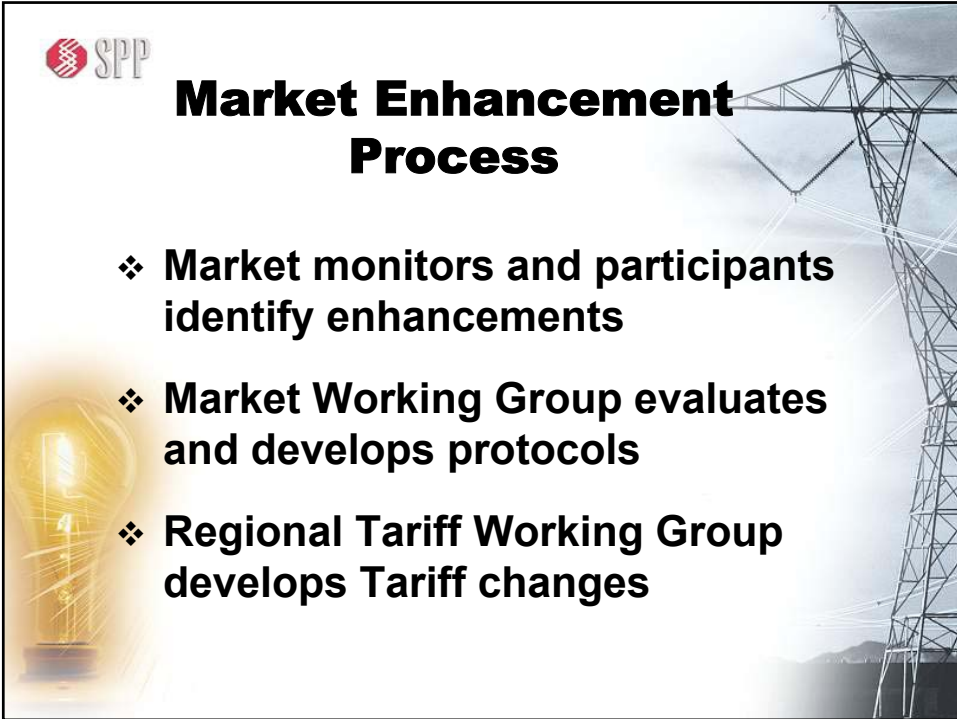 SPP
Market Enhancement
Process
❖ Market monitors and participants
identify enhancements
❖ Market Working Group evaluates
and develops protocols
❖ Regional Tariff Working Group
develops Tariff changes